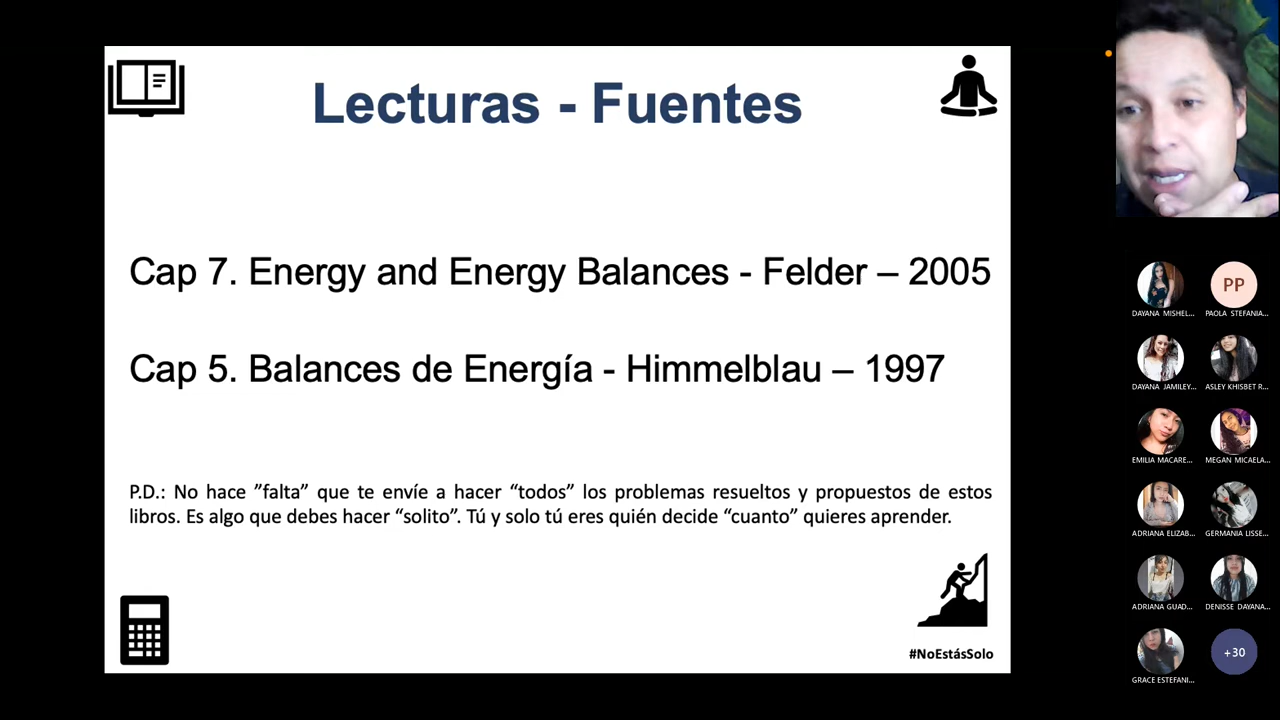 Lecturas - Fuentes
Cap 7. Energy and Energy Balances - Felder – 2005
Cap 5. Balances de Energía - Himmelblau – 1997
P.D.: No hace ”falta” que te envíe a hacer “todos” los problemas resueltos y propuestos de estos
libros. Es algo que debes hacer “solito”. Tú y solo tú eres quién decide “cuanto” quieres aprender.
#NoEstásSolo
PP
DAYANA MISHEL...
PAOLA STEFANIA...
DAYANA JAMILEY...
ASLEY KHISBET R...
EMILIA MACARE...
MEGAN MICAELA...
ADRIANA ELIZAB...
GERMANIA LISSE...
ADRIANA GUAD...
DENISSE DAYANA...
+30
GRACE ESTEFANI...